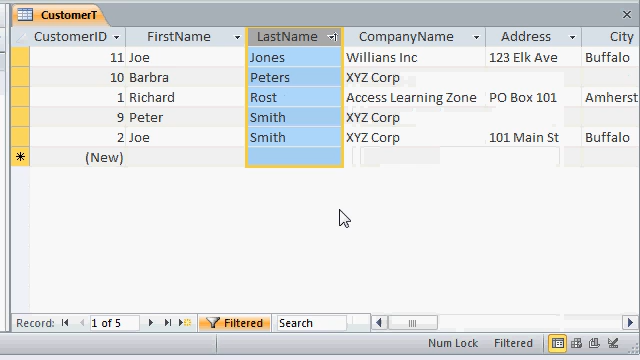 CustomerT
CustomerID FirstName LastName CompanyName Address City
11 Joe Jones Willians Inc 123 Elk Ave Buffalo
10 Barbra Peters XYZ Corp
1 Richard Rost Access Learning Zone PO Box 101 Amherst
9 Peter Smith XYZ Corp
2 Joe Smith XYZ Corp 101 Main St Buffalo
(New)
Record: 1 of 5 Filtered Search
Num Lock Filtered